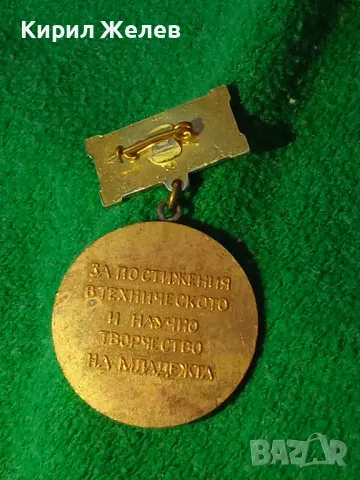 Кирил Желев
ЗА ПОСТИЖЕНИЯ
В ТЕХНИЧЕСКОТО
И НАУЧНО
ТВОРЧЕСТВО
НА МЛАДЕЖТА
BAZAR